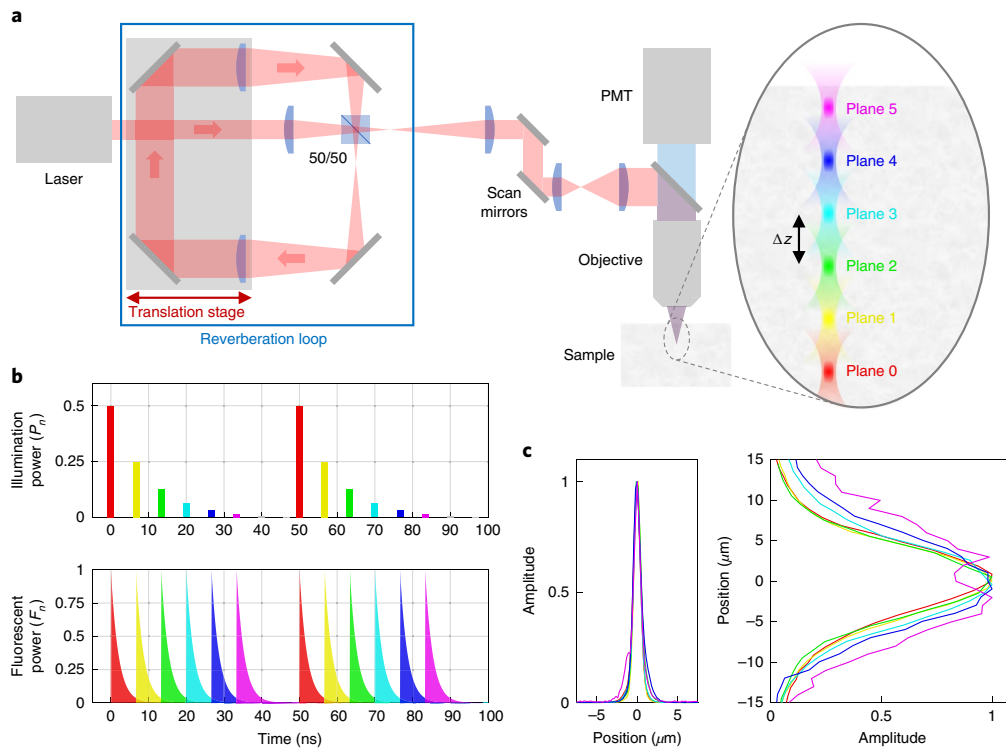 a
Laser
50/50
Translation stage
Reverberation loop
Scan
mirrors
PMT
Objective
Sample
Plane 5
Plane 4
Plane 3
Δz
Plane 2
Plane 1
Plane 0
b
Illumination
power (Pn)
0.5
0.25
0
0 10 20 30 40 50 60 70 80 90 100
Fluorescent
power (Fn)
1
0.75
0.5
0.25
0
0 10 20 30 40 50 60 70 80 90 100
Time (ns)
c
Amplitude
1
0.5
0
−5 0 5
Position (μm)
Position (μm)
10
5
0
−5
−10
−15
0 0.5 1
Amplitude